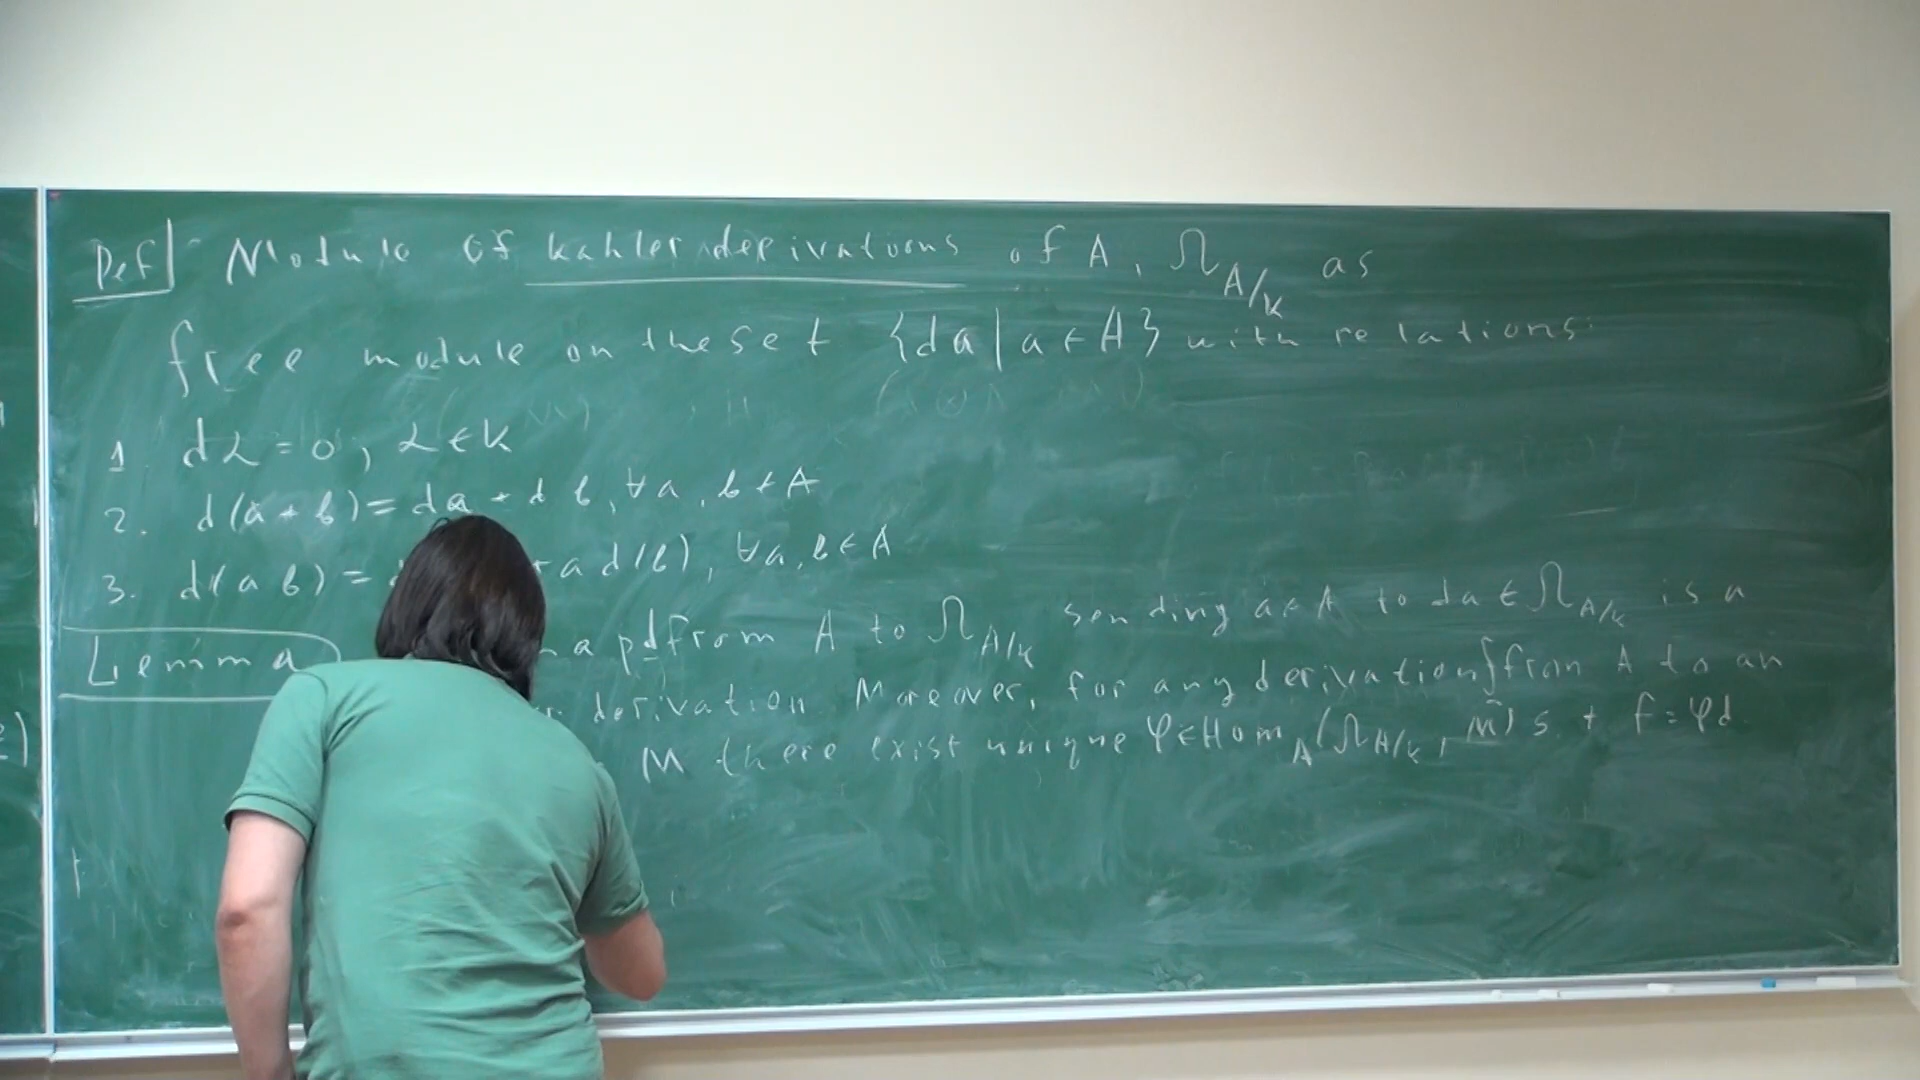 Def Module of kahler derivations of A, Ω_{A/k} as
free module on the set {da | a ∈ A} with relations:
1. dα = 0, α ∈ k
2. d(a + b) = da + db, ∀a, b ∈ A
3. d(ab) = + a d(b), ∀a, b ∈ A
Lemma d from A to Ω_{A/k} sending a ∈ A to da ∈ Ω_{A/k} is a
derivation. Moreover, for any derivation f from A to an
M there exist unique φ ∈ Hom_A(Ω_{A/k}, M) s.t f = φd